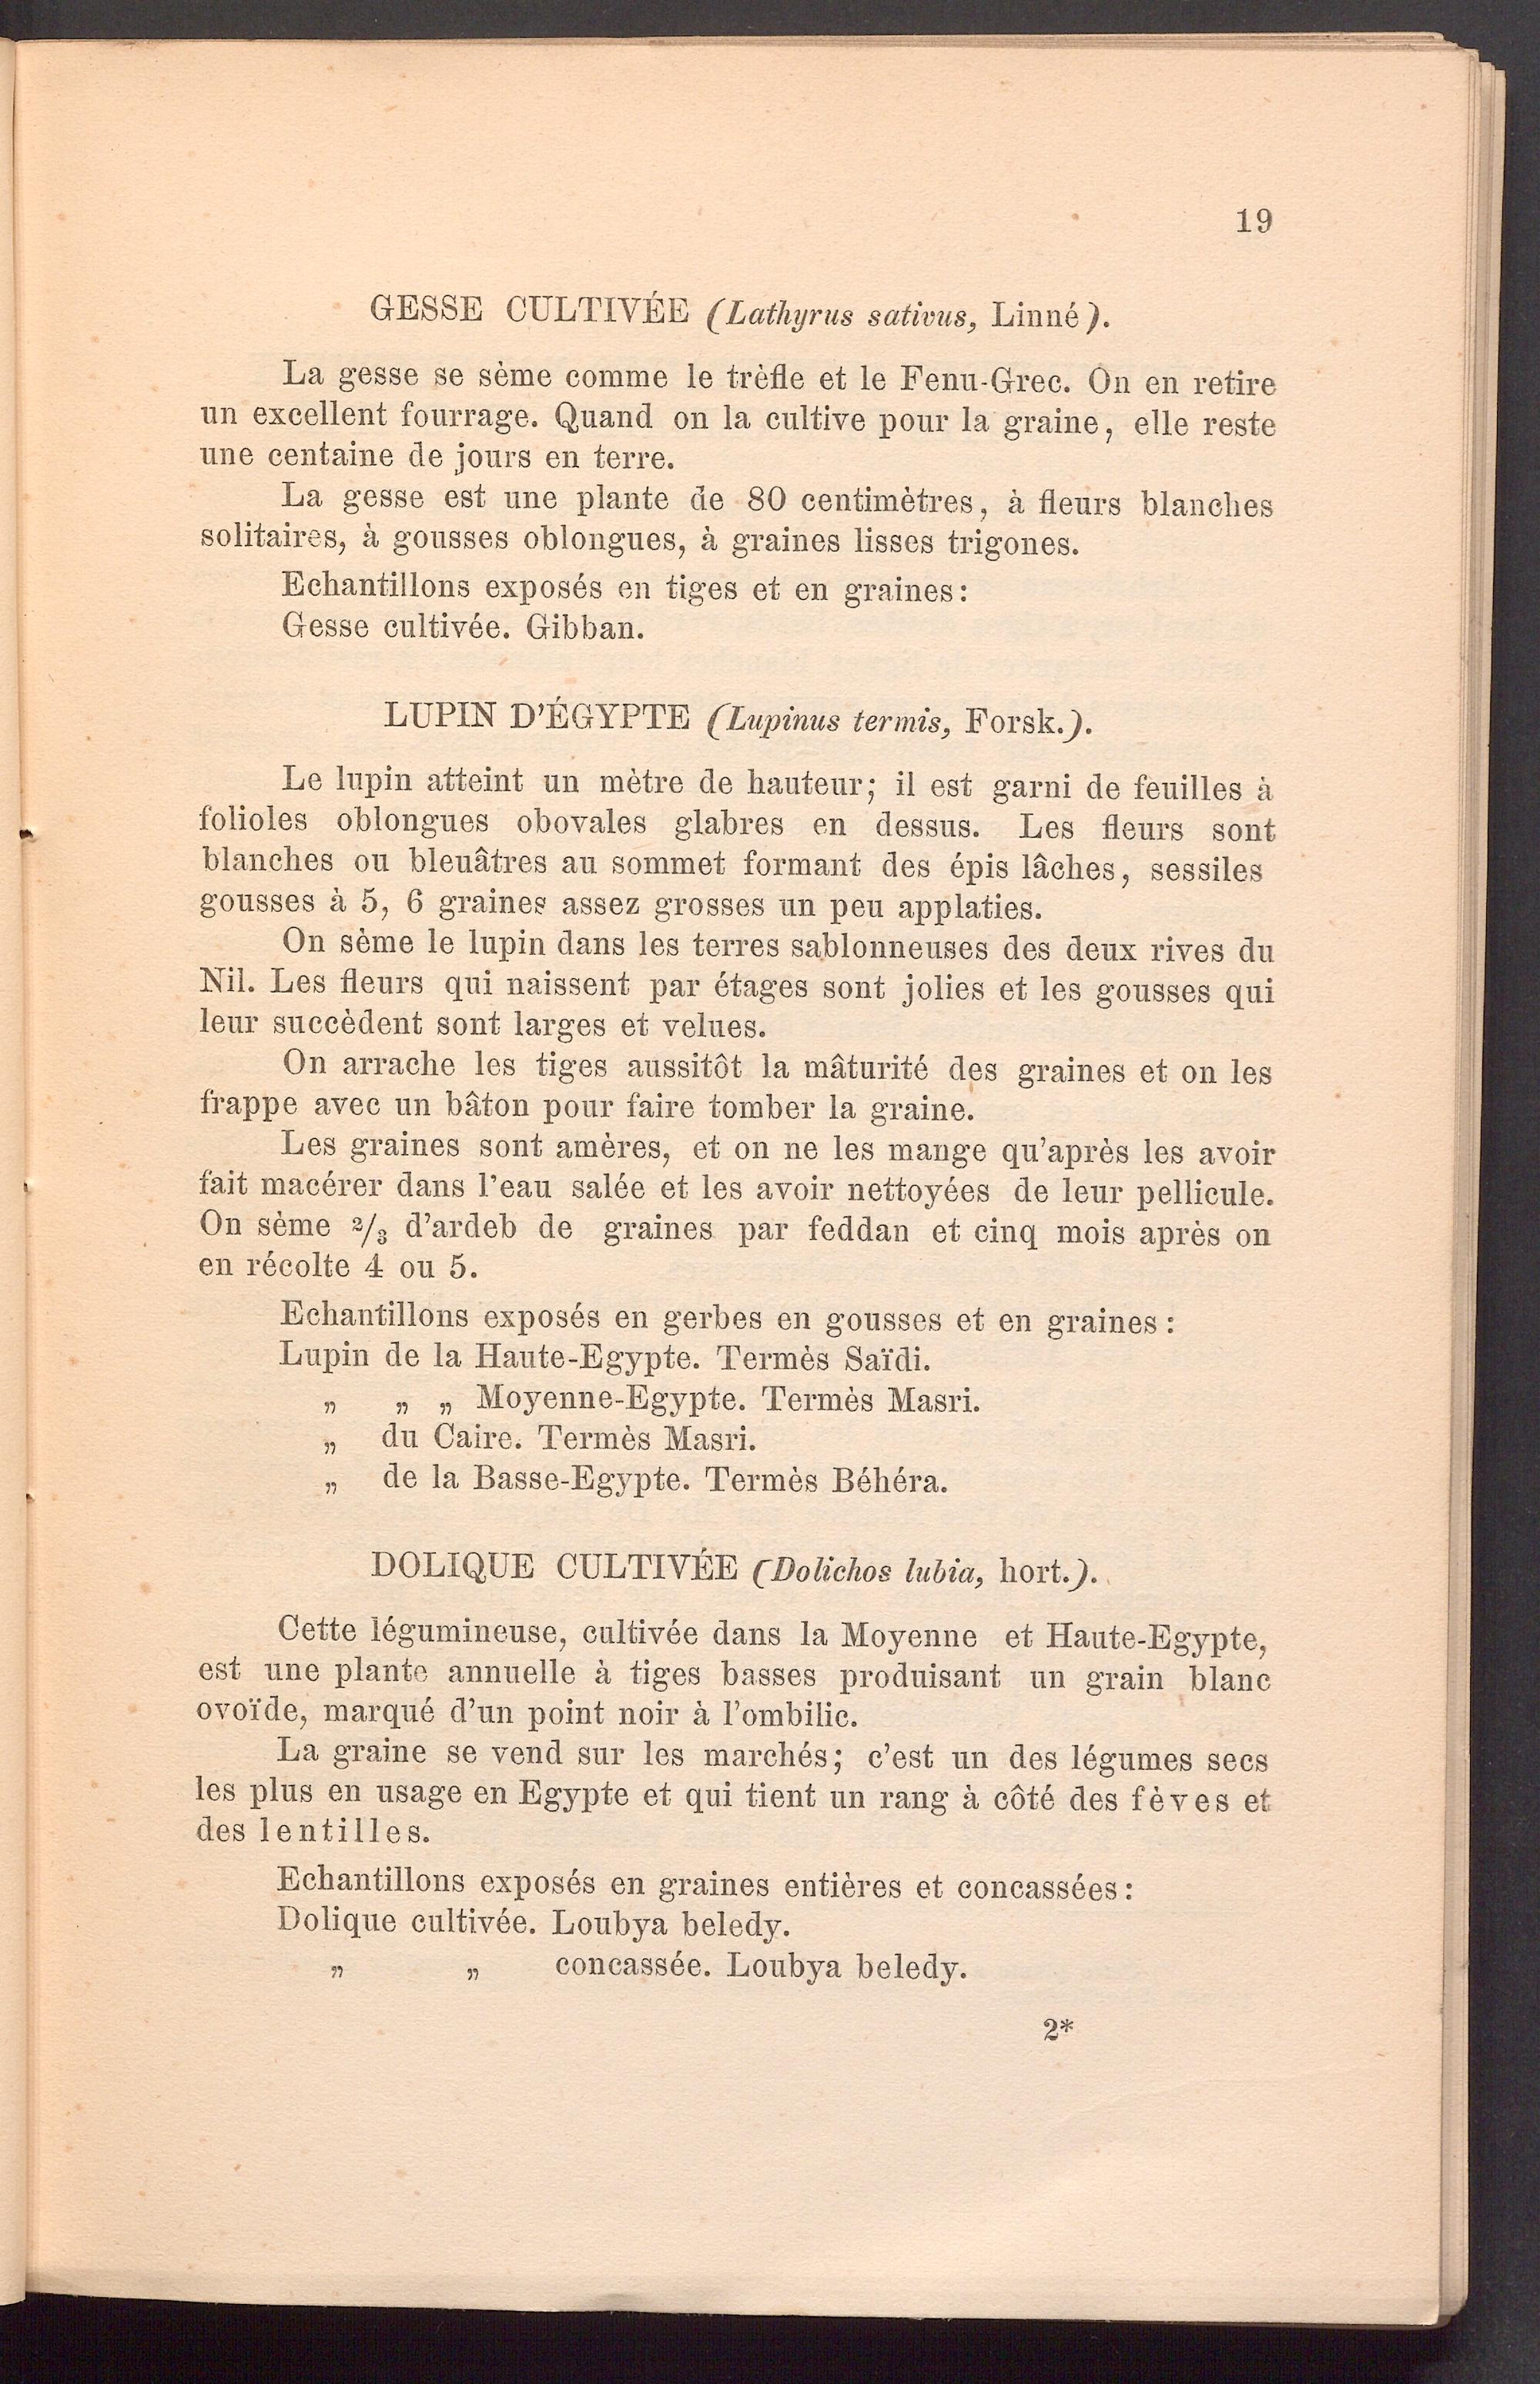 19
GESSE CULTIVÉE (Lathyrus sativus, Linné).
La gesse se sème comme le trèfle et le Fenu-Grec. On en retire
un excellent fourrage. Quand on la cultive pour la graine, elle reste
une centaine de jours en terre.
La gesse est une plante de 80 centimètres, à fleurs blanches
solitaires, à gousses oblongues, à graines lisses trigones.
Echantillons exposés en tiges et en graines:
Gesse cultivée. Gibban.
LUPIN D'ÉGYPTE (Lupinus termis, Forsk.).
Le lupin atteint un mètre de hauteur; il est garni de feuilles à
folioles oblongues obovales glabres en dessus. Les fleurs sont
blanches ou bleuâtres au sommet formant des épis lâches, sessiles
gousses à 5, 6 graines assez grosses un peu applaties.
On sème le lupin dans les terres sablonneuses des deux rives du
Nil. Les fleurs qui naissent par étages sont jolies et les gousses qui
leur succèdent sont larges et velues.
On arrache les tiges aussitôt la mâturité des graines et on les
frappe avec un bâton pour faire tomber la graine.
Les graines sont amères, et on ne les mange qu'après les avoir
fait macérer dans l'eau salée et les avoir nettoyées de leur pellicule.
On sème 2/3 d'ardeb de graines par feddan et cinq mois après on
en récolte 4 ou 5.
Echantillons exposés en gerbes en gousses et en graines:
Lupin de la Haute-Egypte. Termès Saïdi.
„ „ „ Moyenne-Egypte. Termès Masri.
„ du Caire. Termès Masri.
„ de la Basse-Egypte. Termès Béhéra.
DOLIQUE CULTIVÉE (Dolichos lubia, hort.).
Cette légumineuse, cultivée dans la Moyenne et Haute-Egypte,
est une plante annuelle à tiges basses produisant un grain blanc
ovoïde, marqué d'un point noir à l'ombilic.
La graine se vend sur les marchés; c'est un des légumes secs
les plus en usage en Egypte et qui tient un rang à côté des fèves et
des lentilles.
Echantillons exposés en graines entières et concassées:
Dolique cultivée. Loubya beledy.
„ „ concassée. Loubya beledy.
2*